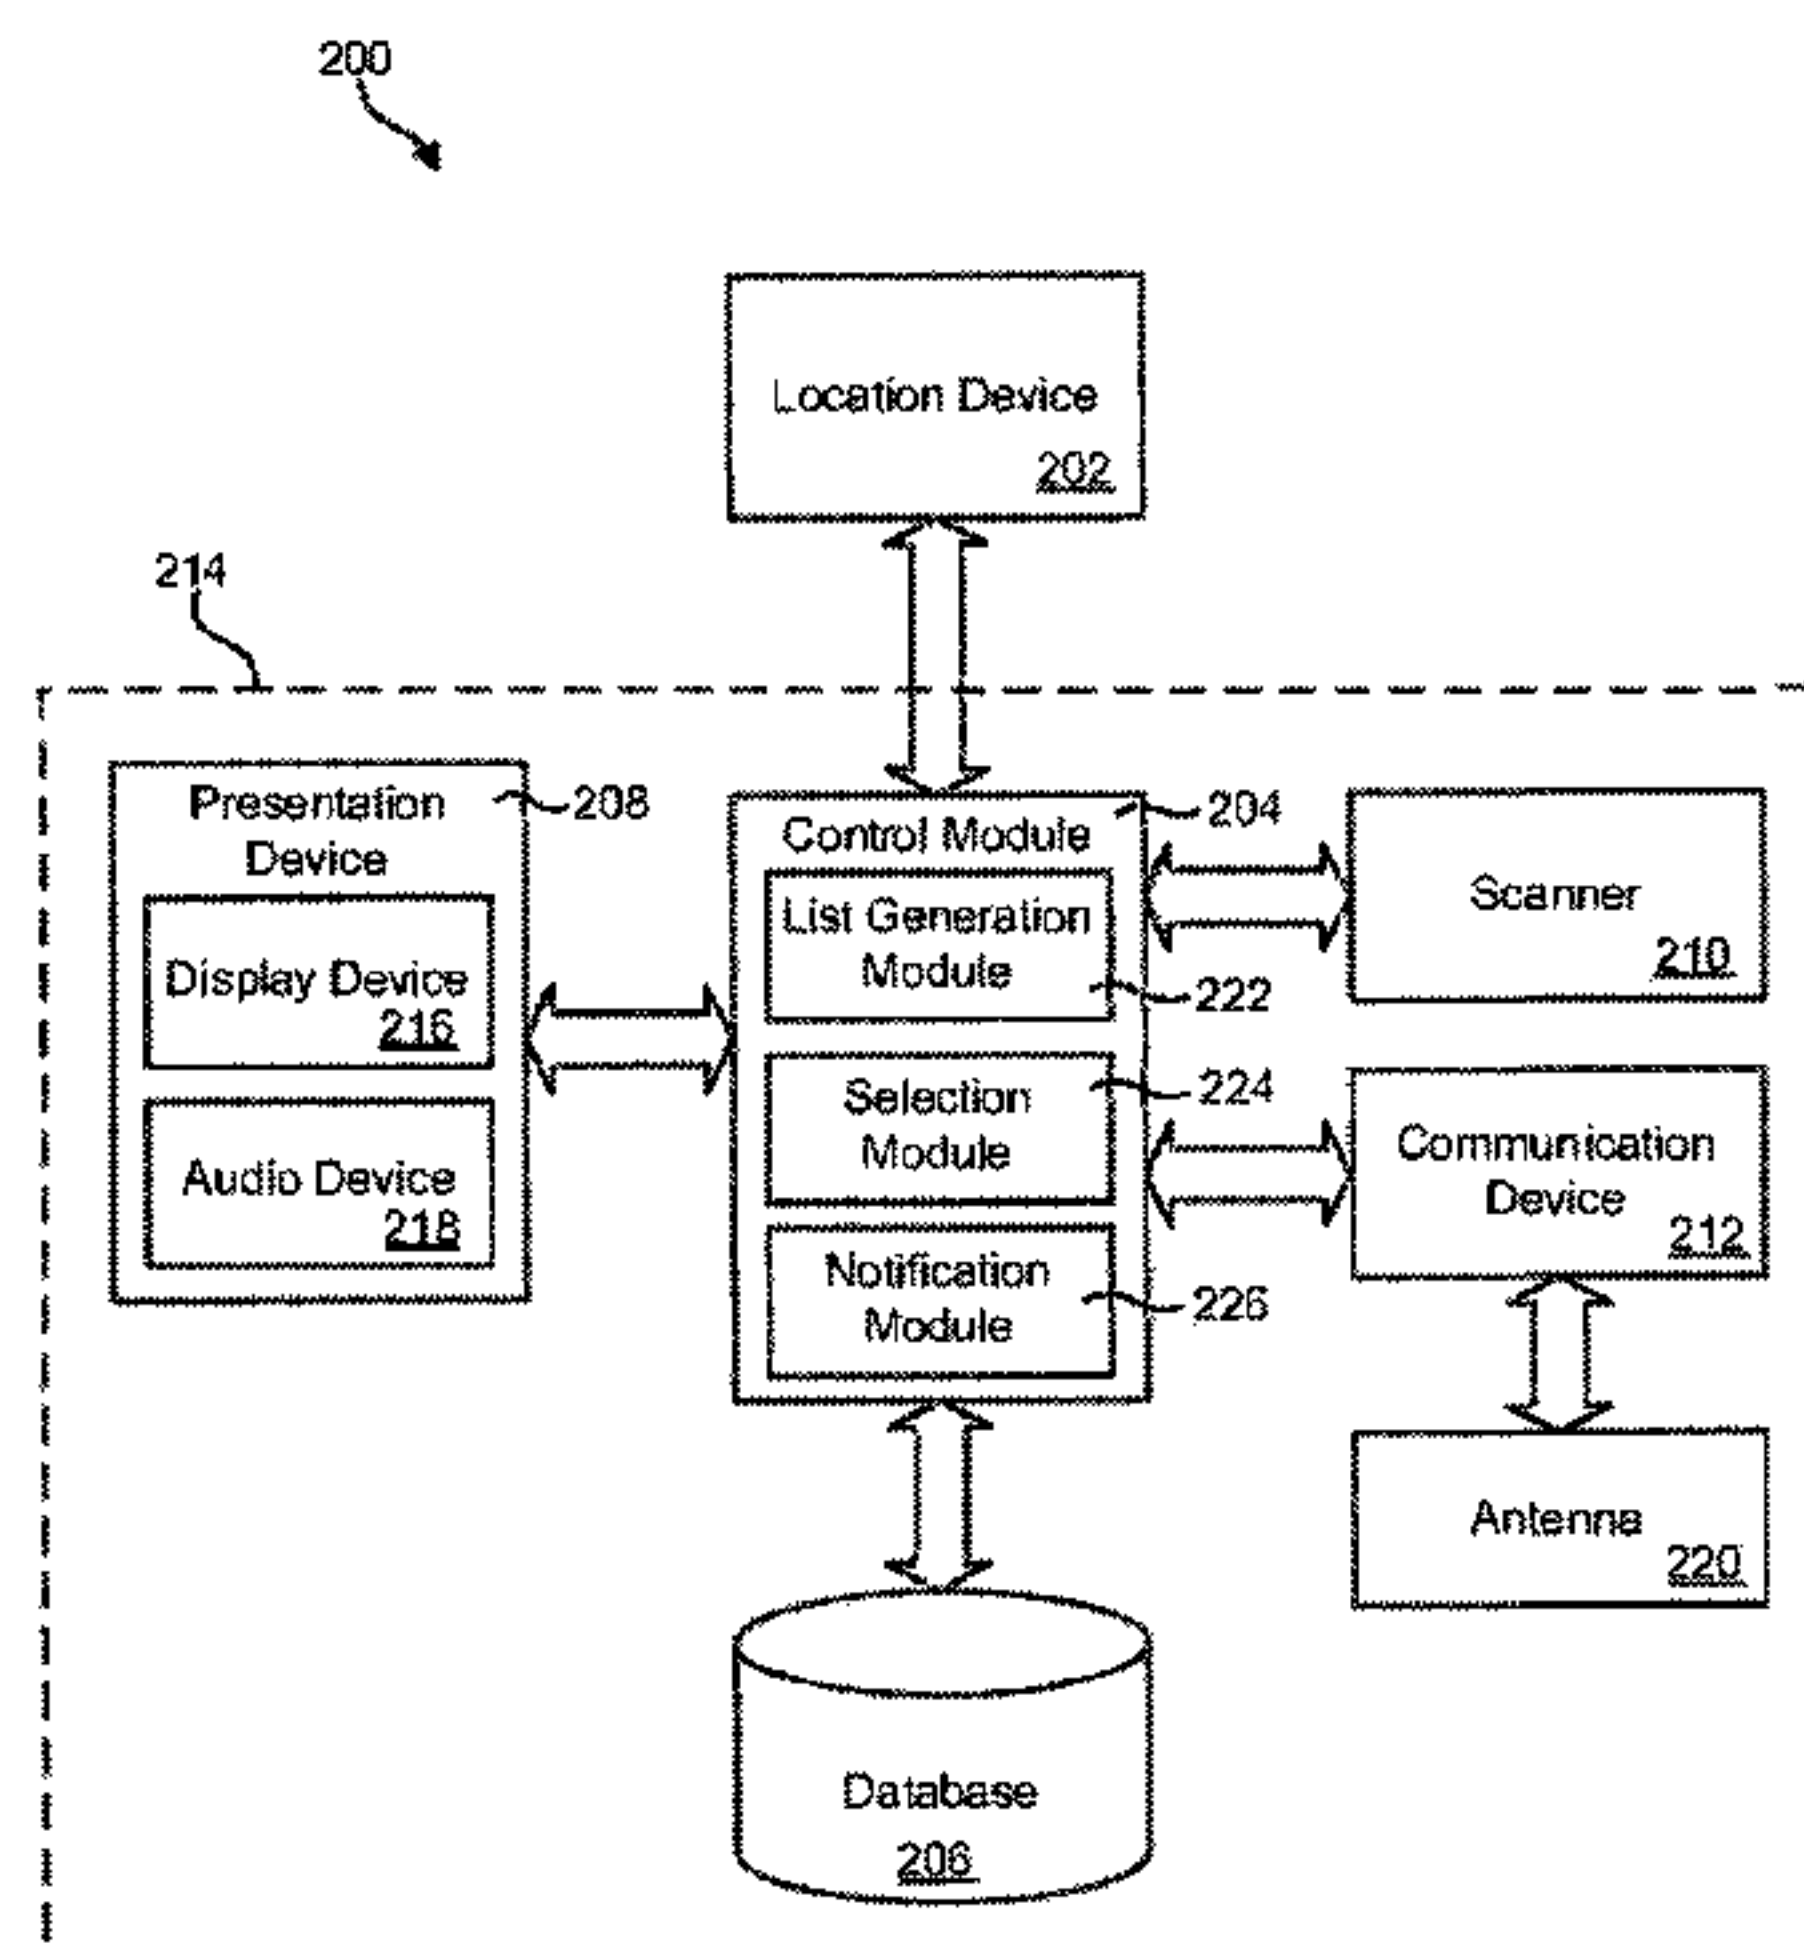 200
Location Device
202
214
Presentation
Device
208
Display Device
216
Audio Device
218
Control Module
204
List Generation
Module
222
Selection
Module
224
Notification
Module
226
Scanner
210
Communication
Device
212
Antenna
220
Database
206